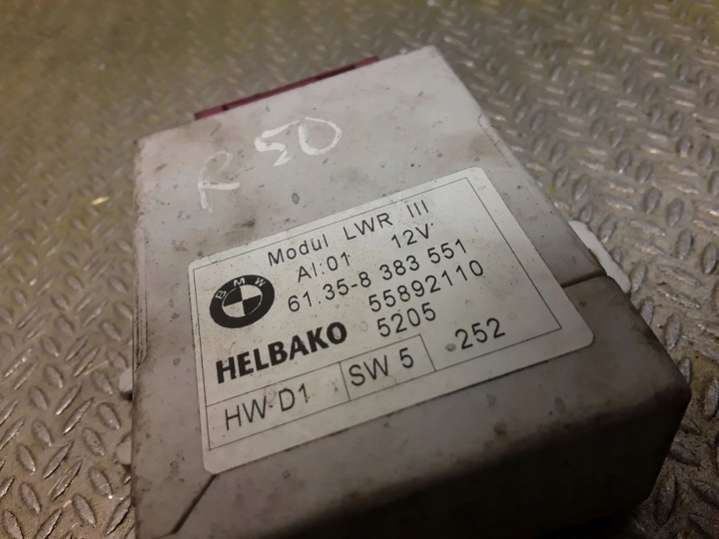 R 50
Modul LWR III
AI:01 12V
BMW
61.35-8 383 551
55892110
HELBAKO 5205
HW D1 SW 5 .252